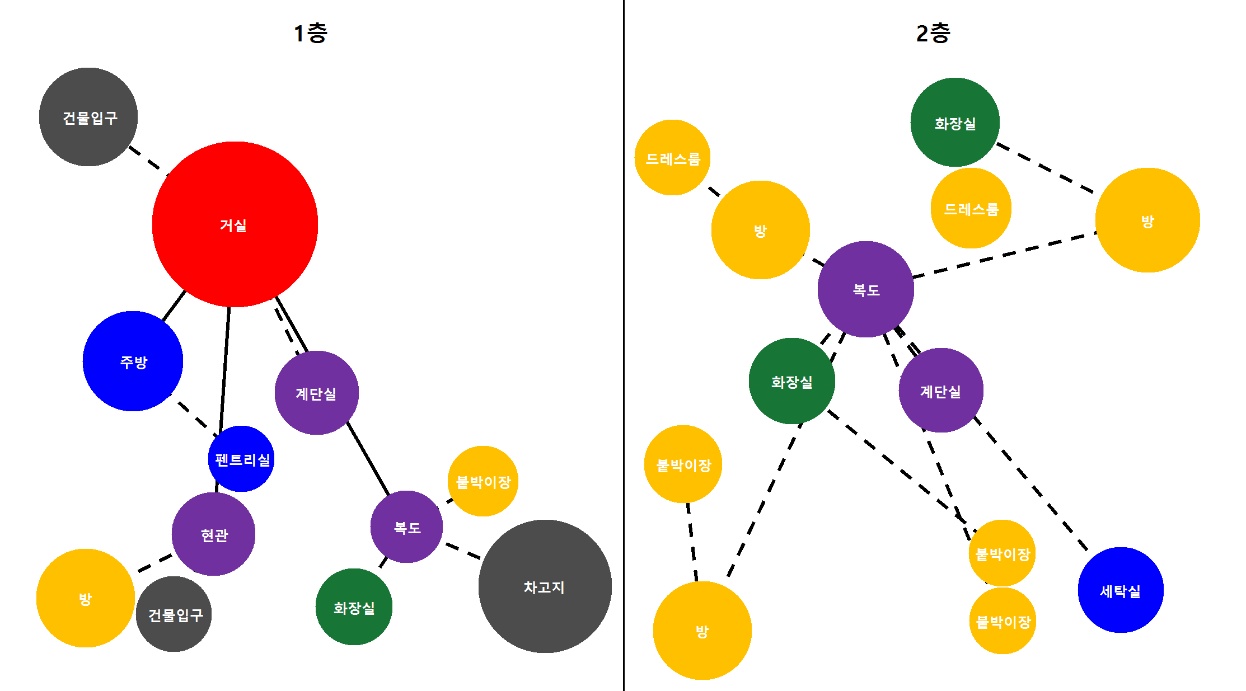 1층
건물입구
거실
주방
계단실
펜트리실
붙박이장
현관
복도
차고지
방
건물입구
화장실
2층
화장실
드레스룸
드레스룸
방
방
복도
화장실
계단실
붙박이장
붙박이장
세탁실
붙박이장
방